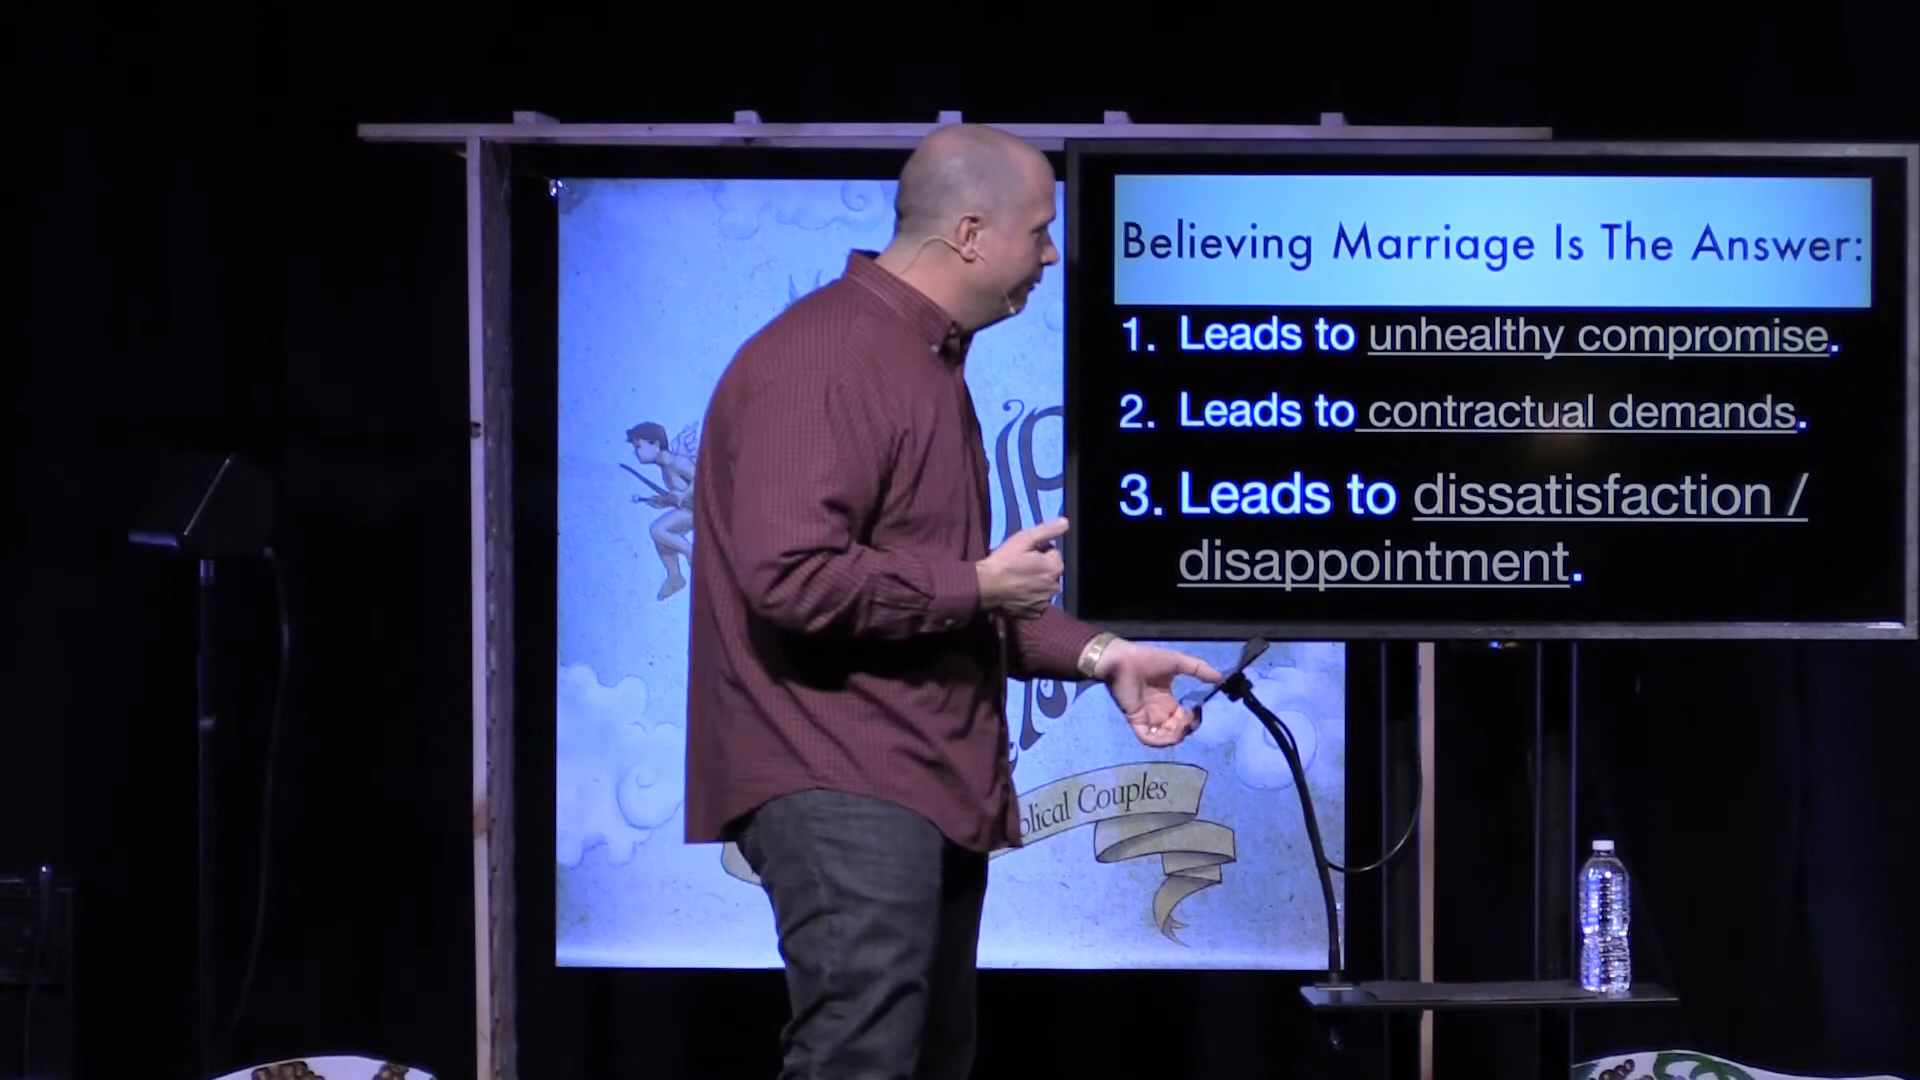 Believing Marriage Is The Answer:
1. Leads to unhealthy compromise.
2. Leads to contractual demands.
3. Leads to dissatisfaction /
disappointment.
Couples